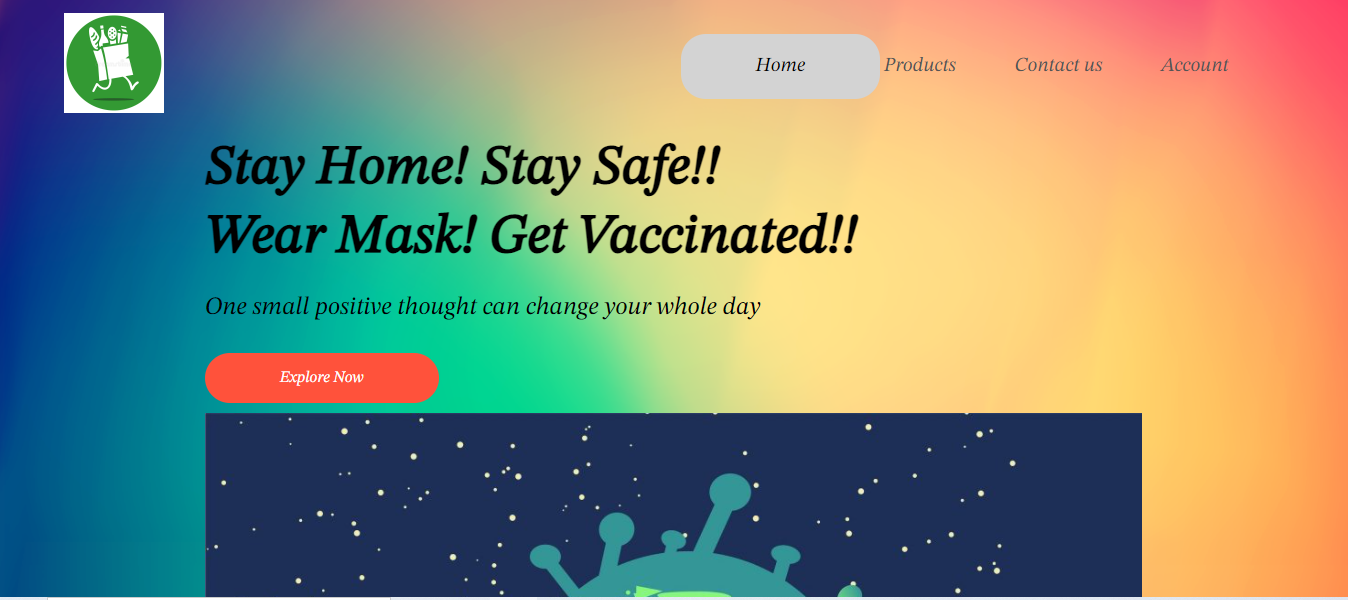 Home Products Contact us Account
Stay Home! Stay Safe!!
Wear Mask! Get Vaccinated!!
One small positive thought can change your whole day
Explore Now